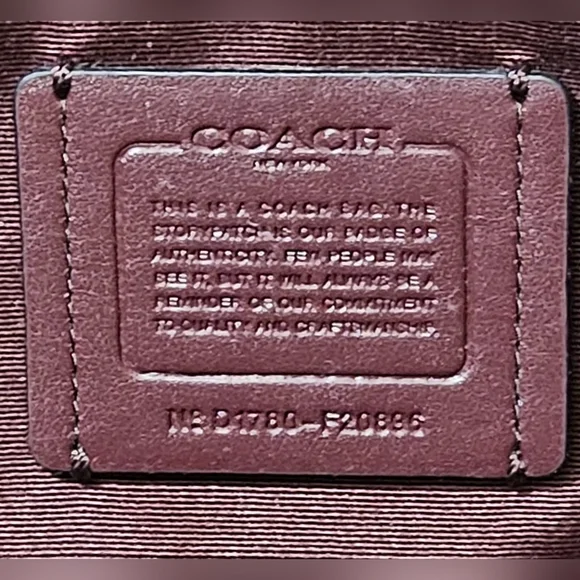 COACH
NEW YORK
THIS IS A COACH BAG. THE
STORYPATCH IS OUR BADGE OF
AUTHENTICITY. FEW PEOPLE MAY
SEE IT, BUT IT WILL ALWAYS BE A
REMINDER OF OUR COMMITMENT
TO QUALITY AND CRAFTSMANSHIP.
D1780-F20886